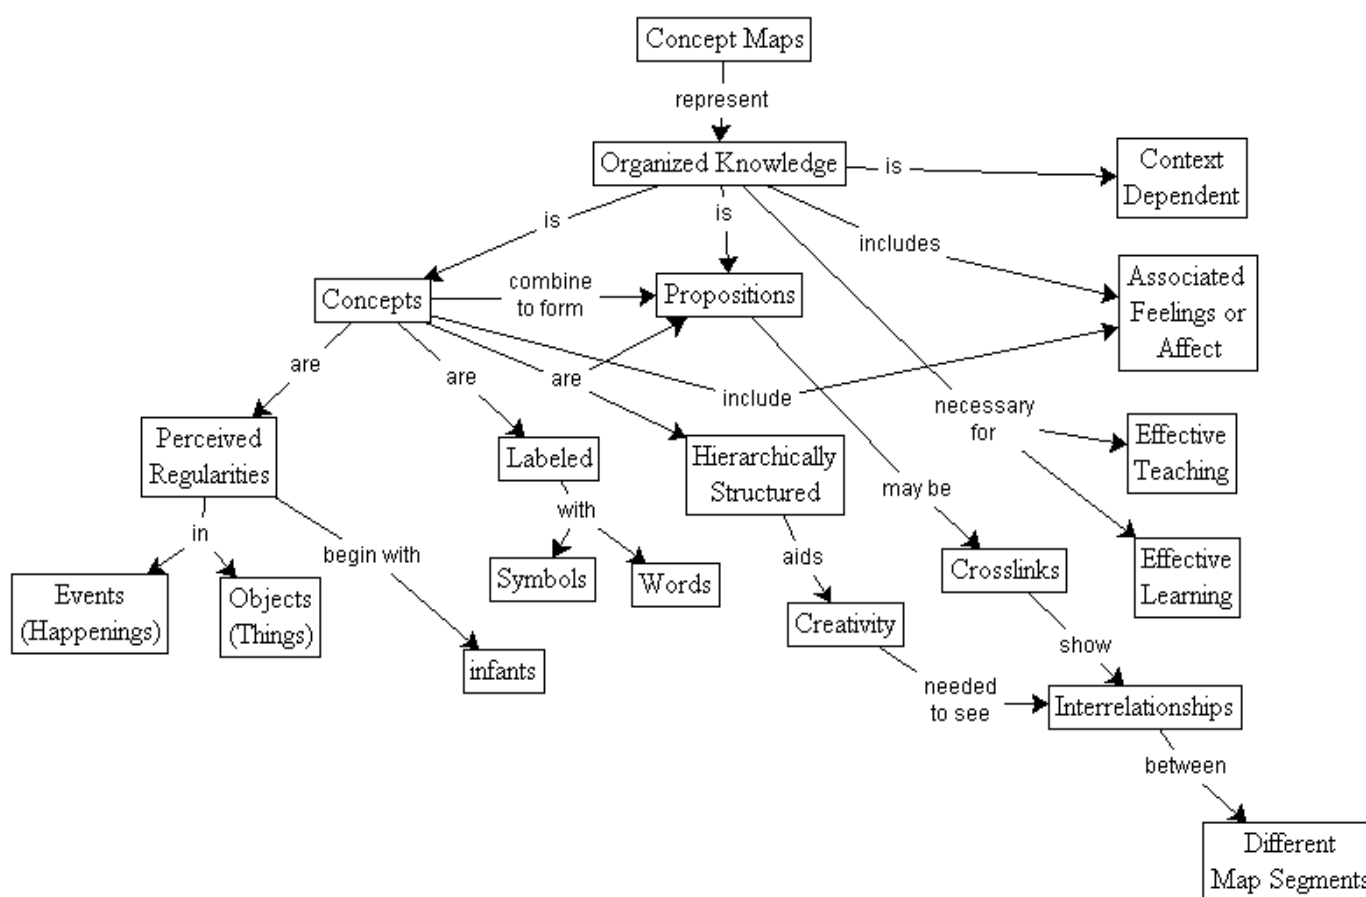 Concept Maps
represent
Organized Knowledge
is
Context
Dependent
is
is
includes
Concepts
combine
to form
Propositions
Associated
Feelings or
Affect
are
are
are
include
necessary
for
Perceived
Regularities
Labeled
Hierarchically
Structured
Effective
Teaching
in
begin with
with
aids
may be
Events
(Happenings)
Objects
(Things)
infants
Symbols
Words
Creativity
Crosslinks
Effective
Learning
needed
to see
show
Interrelationships
between
Different
Map Segments